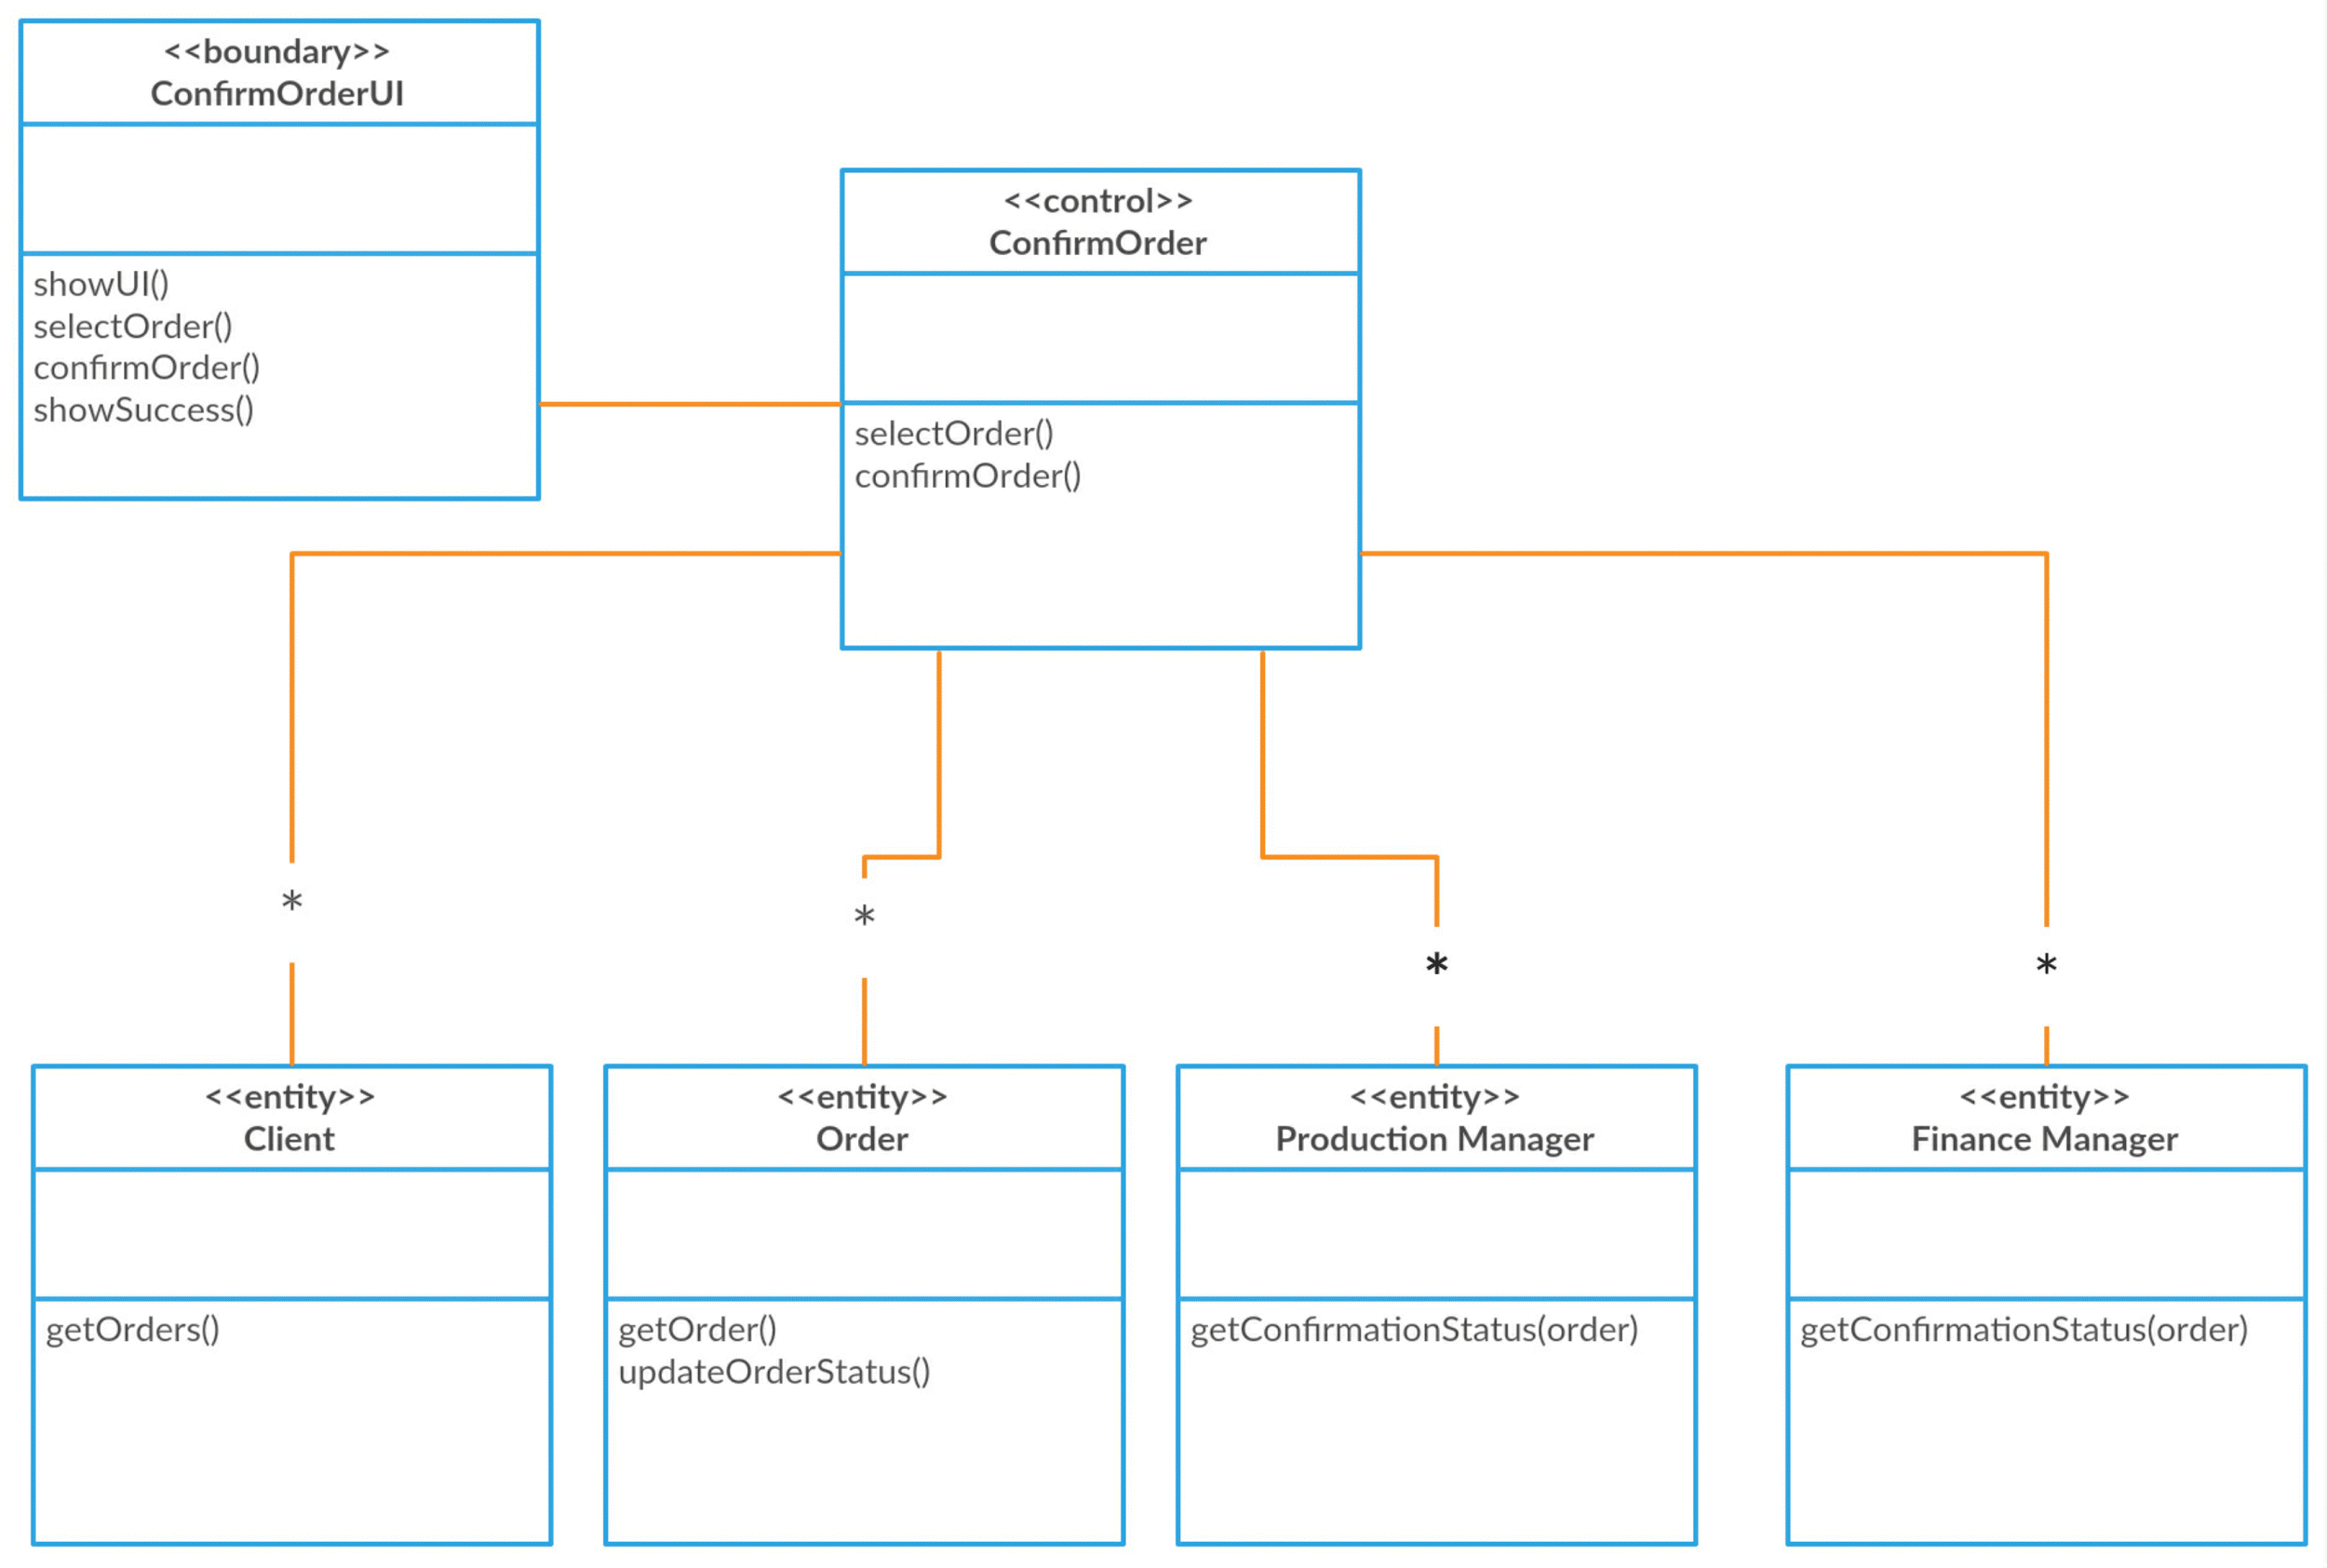 <<boundary>>
ConfirmOrderUI
showUI()
selectOrder()
confirmOrder()
showSuccess()
<<control>>
ConfirmOrder
selectOrder()
confirmOrder()
*
*
*
*
<<entity>>
Client
getOrders()
<<entity>>
Order
getOrder()
updateOrderStatus()
<<entity>>
Production Manager
getConfirmationStatus(order)
<<entity>>
Finance Manager
getConfirmationStatus(order)